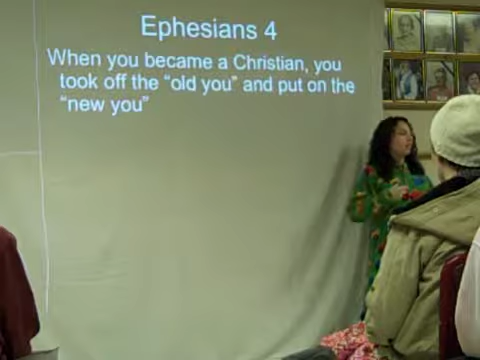 Ephesians 4
When you became a Christian, you
took off the “old you” and put on the
“new you”